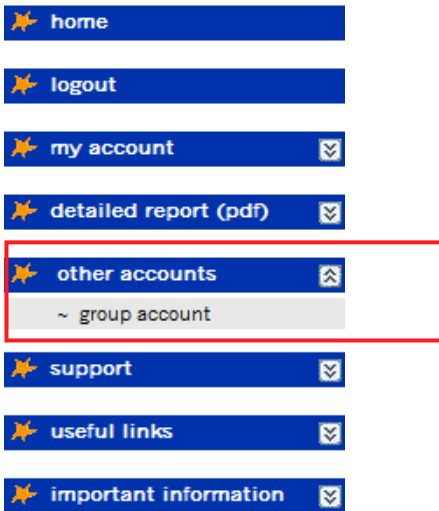 home
logout
my account
detailed report (pdf)
other accounts
~ group account
support
useful links
important information